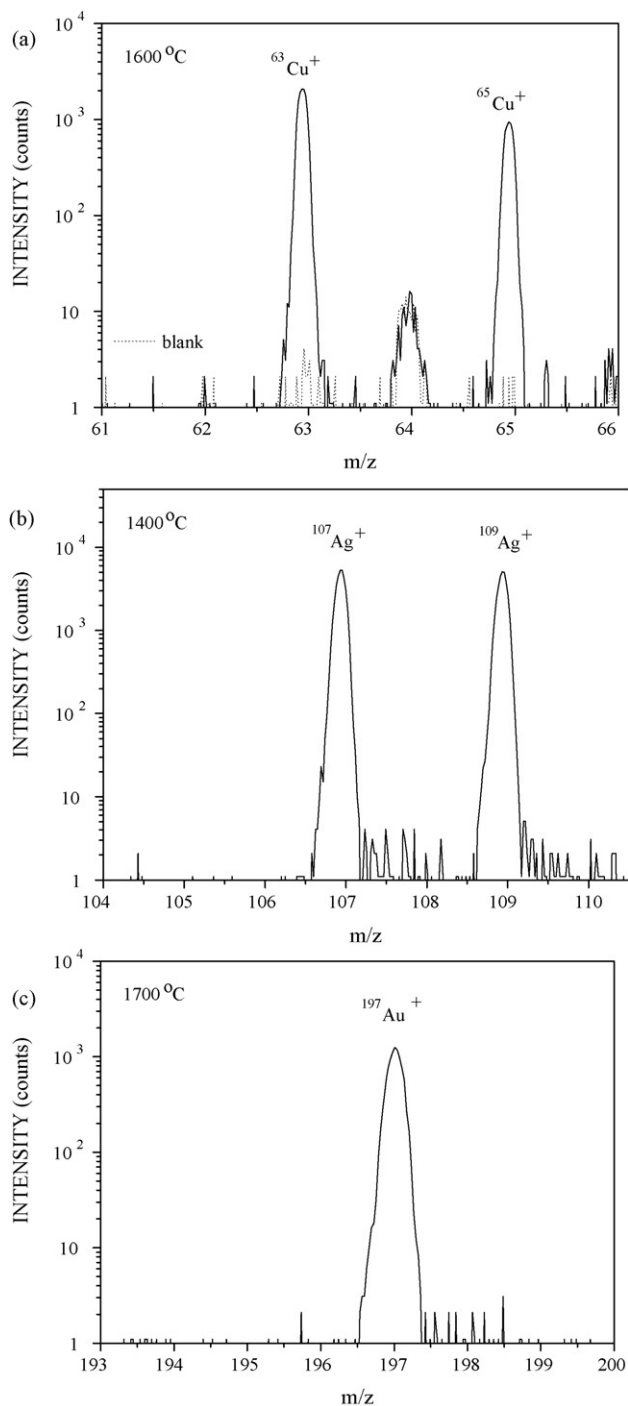 (a)
1600 °C
⁶³Cu⁺
⁶⁵Cu⁺
blank
INTENSITY (counts)
10⁴
10³
10²
10
1
61 62 63 64 65 66
m/z
(b)
1400 °C
¹⁰⁷Ag⁺
¹⁰⁹Ag⁺
INTENSITY (counts)
10⁴
10³
10²
10
1
104 105 106 107 108 109 110
m/z
(c)
1700 °C
¹⁹⁷Au⁺
INTENSITY (counts)
10⁴
10³
10²
10
1
193 194 195 196 197 198 199 200
m/z